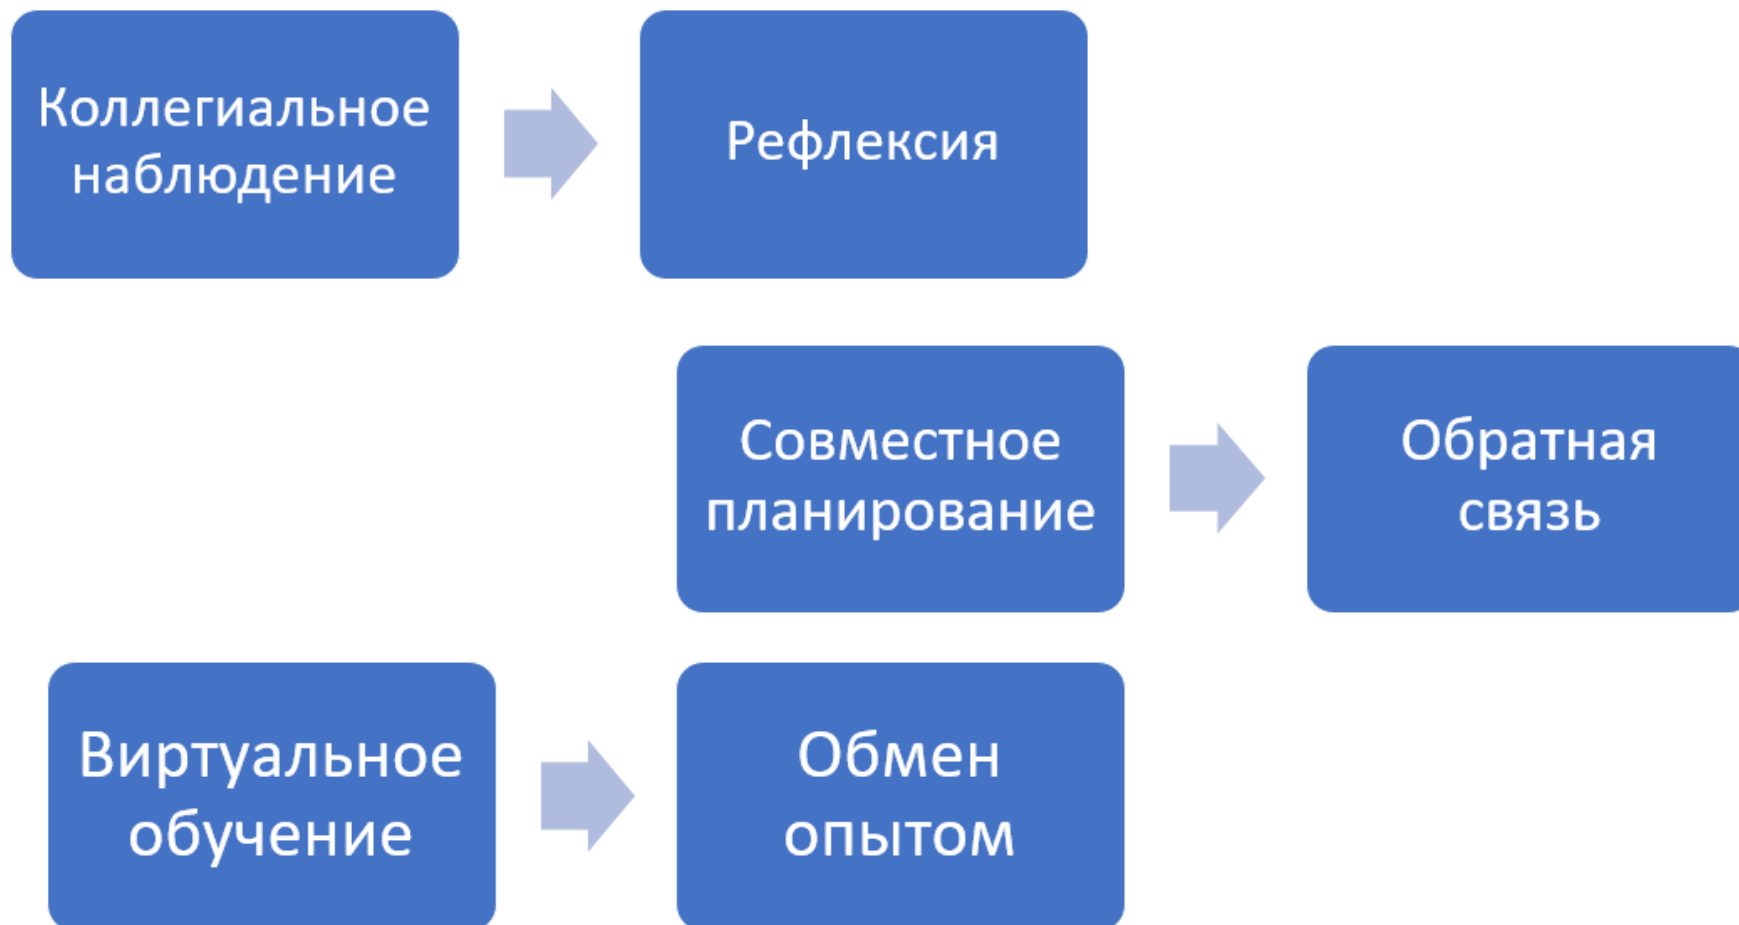 Коллегиальное
наблюдение
Рефлексия
Совместное
планирование
Обратная
связь
Виртуальное
обучение
Обмен
опытом